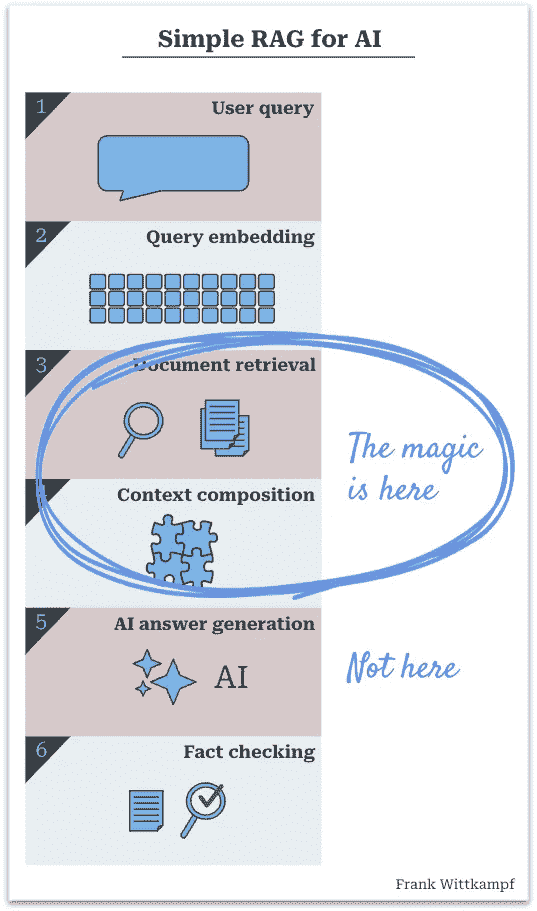 Simple RAG for AI
1
User query
2
Query embedding
3
Document retrieval
The magic
is here
4
Context composition
5
AI answer generation
AI
Not here
6
Fact checking
Frank Wittkampf